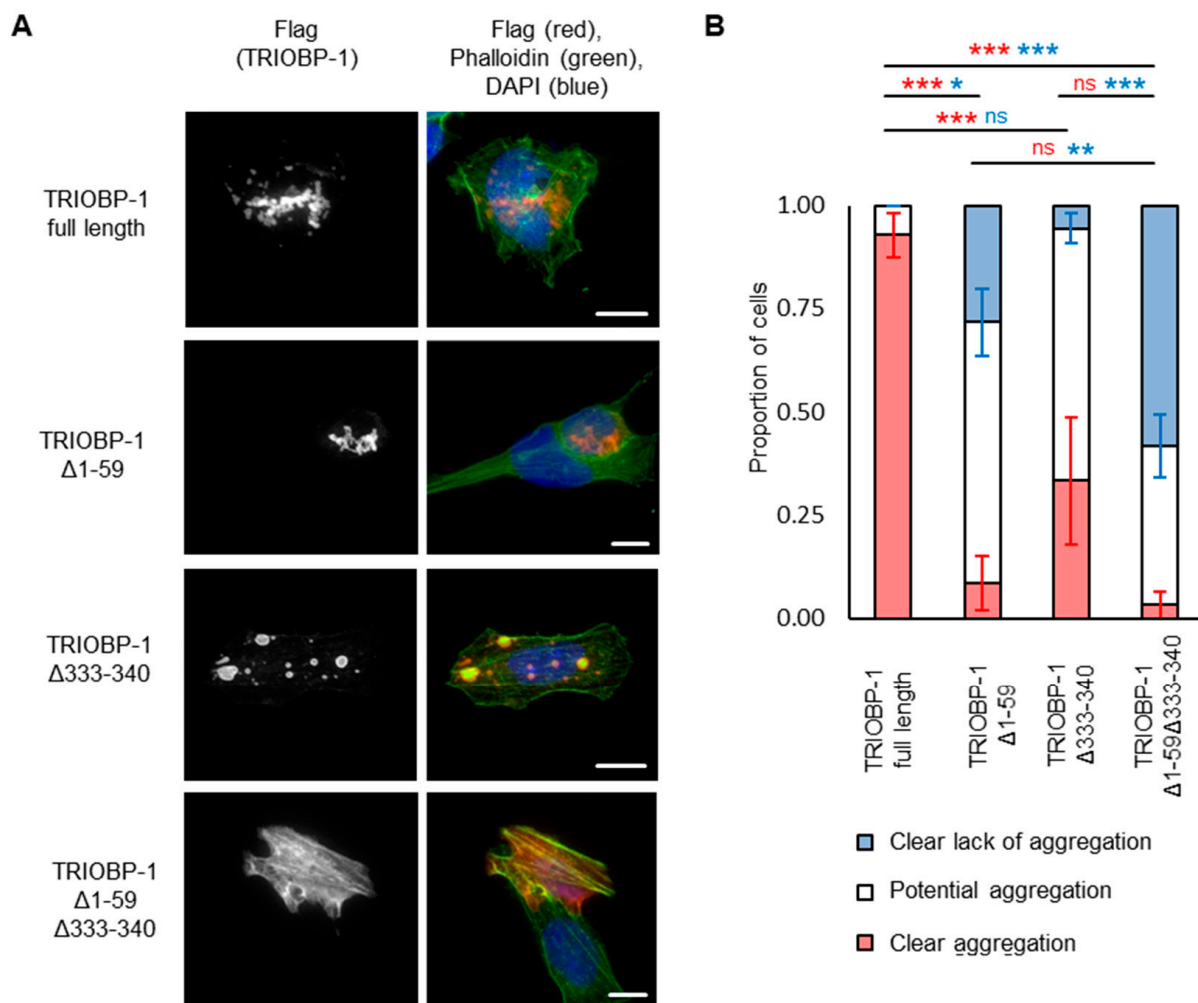 A
Flag
(TRIOBP-1)
Flag (red),
Phalloidin (green),
DAPI (blue)
TRIOBP-1
full length
TRIOBP-1
Δ1-59
TRIOBP-1
Δ333-340
TRIOBP-1
Δ1-59
Δ333-340
B
*** ***
*** *
ns ***
*** ns
ns **
Proportion of cells
1.00
0.75
0.50
0.25
0.00
TRIOBP-1
full length
TRIOBP-1
Δ1-59
TRIOBP-1
Δ333-340
TRIOBP-1
Δ1-59Δ333-340
Clear lack of aggregation
Potential aggregation
Clear aggregation